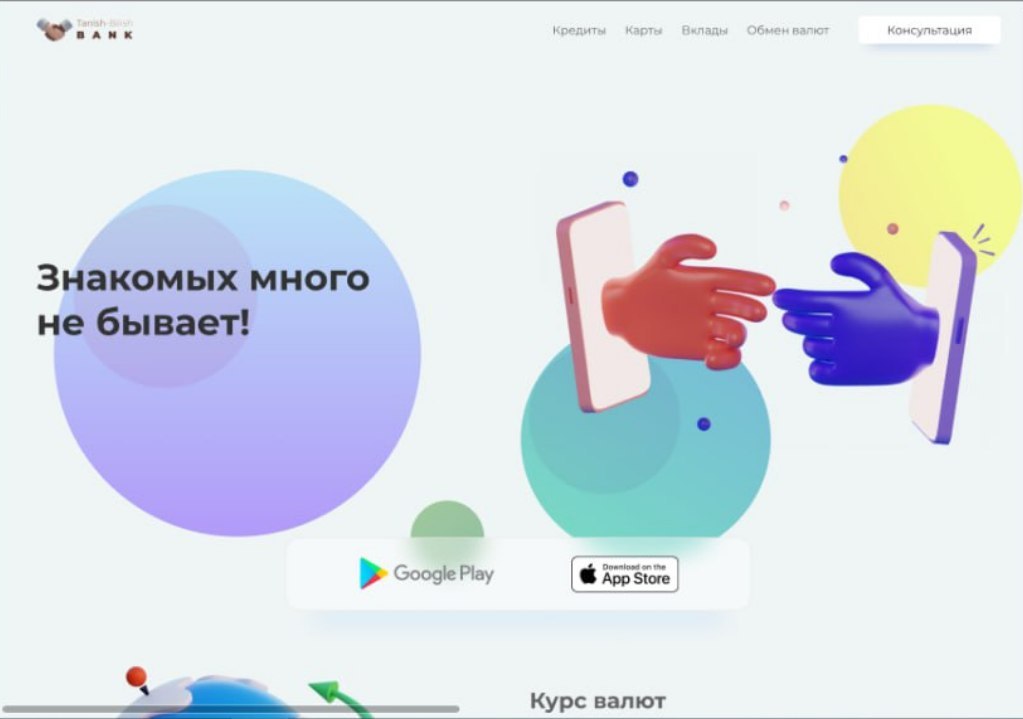 Tanish-Bilish
BANK
Кредиты Карты Вклады Обмен валют Консультация
Знакомых много
не бывает!
Google Play
Download on the
App Store
Курс валют